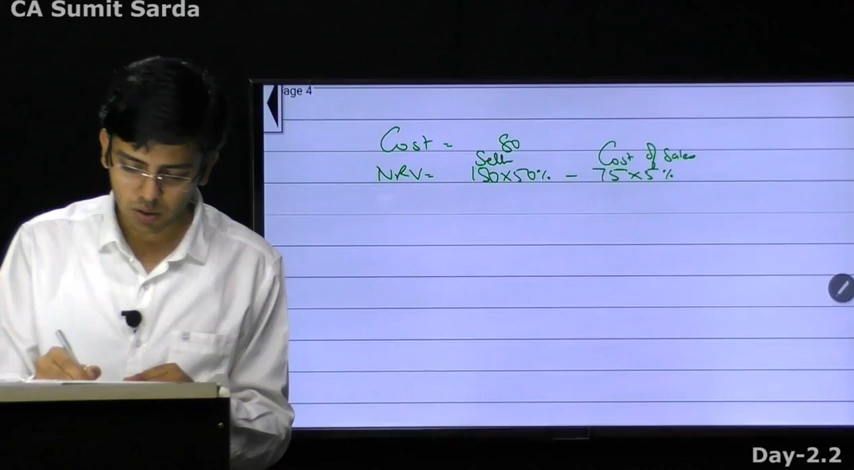 CA Sumit Sarda
age 4
Cost = 80
Sell Cost of Sales
NRV = 150×50% - 75×5%
Day-2.2